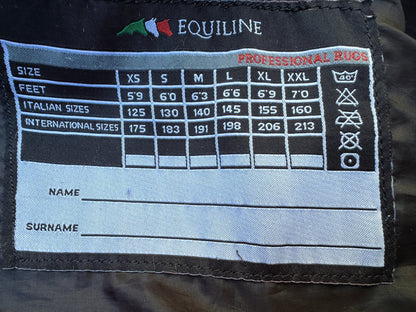 EQUILINE
PROFESSIONAL RUGS
SIZE XS S M L XL XXL
FEET 5'9 6'0 6'3 6'6 6'9 7'0
ITALIAN SIZES 125 130 140 145 155 160
INTERNATIONAL SIZES 175 183 191 198 206 213
40
NAME
SURNAME